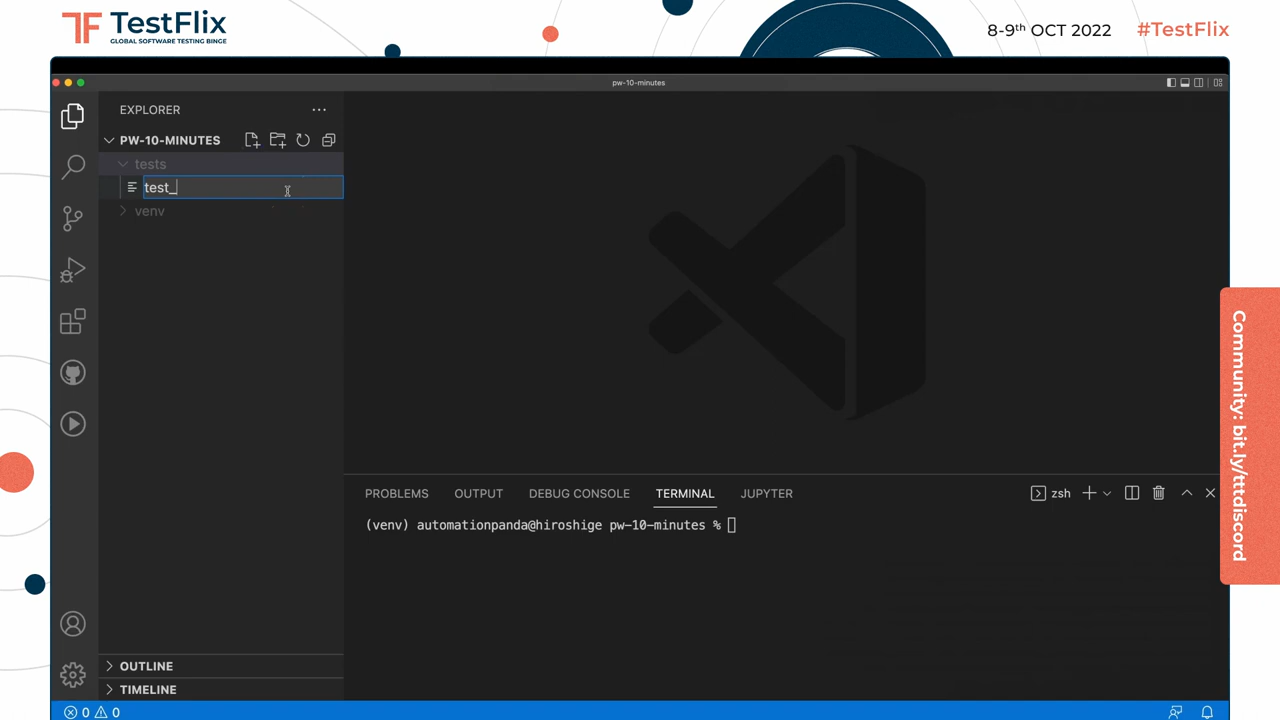 TF TestFlix
GLOBAL SOFTWARE TESTING BINGE
8-9th OCT 2022
#TestFlix
pw-10-minutes
EXPLORER
PW-10-MINUTES
tests
test_
venv
PROBLEMS OUTPUT DEBUG CONSOLE TERMINAL JUPYTER
zsh
(venv) automationpanda@hiroshige pw-10-minutes %
OUTLINE
TIMELINE
0 0
Community: bit.ly/tttdiscord